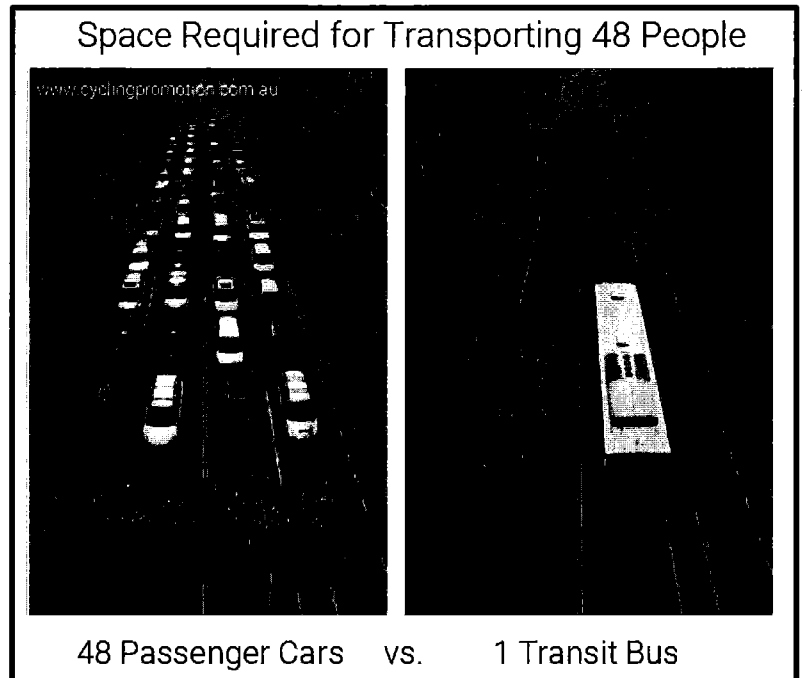 Space Required for Transporting 48 People
www.cyclingpromotion.com.au
48 Passenger Cars vs. 1 Transit Bus